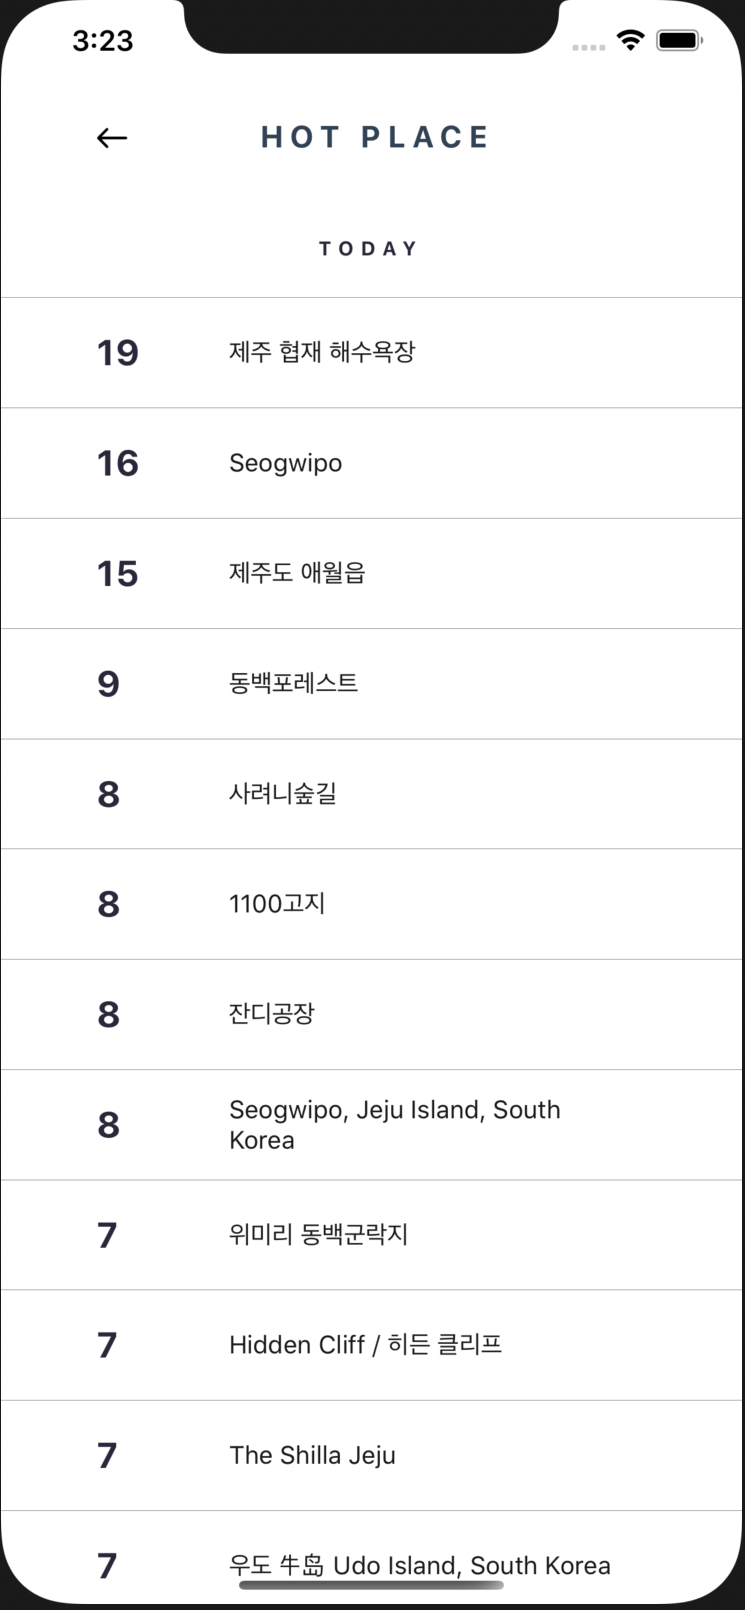 3:23
HOT PLACE
TODAY
19 제주 협재 해수욕장
16 Seogwipo
15 제주도 애월읍
9 동백포레스트
8 사려니숲길
8 1100고지
8 잔디공장
8 Seogwipo, Jeju Island, South
Korea
7 위미리 동백군락지
7 Hidden Cliff / 히든 클리프
7 The Shilla Jeju
7 우도 牛岛 Udo Island, South Korea